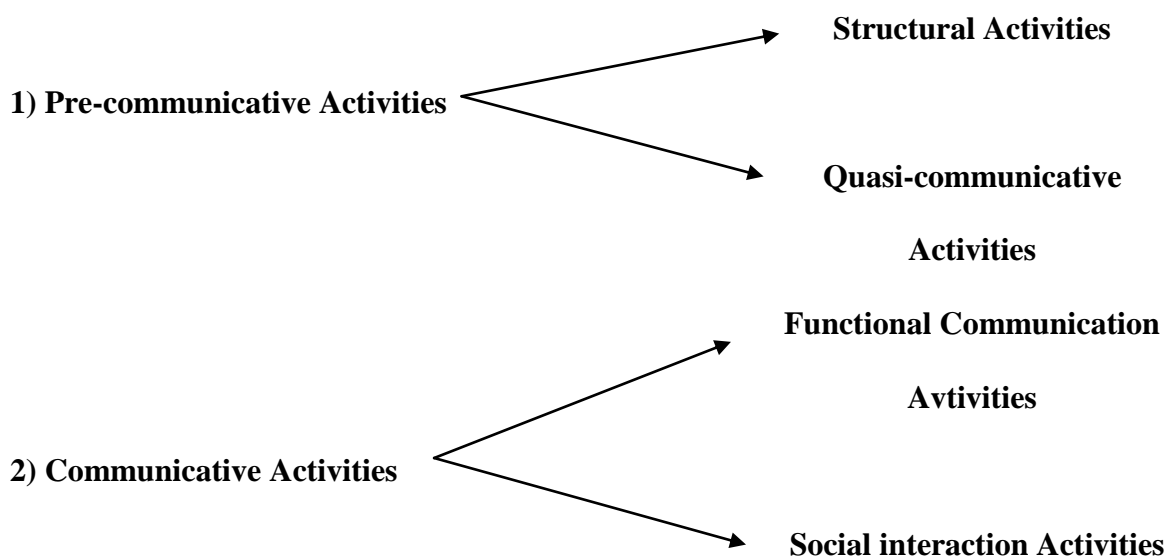 Structural Activities
1) Pre-communicative Activities
Quasi-communicative
Activities
Functional Communication
Avtivities
2) Communicative Activities
Social interaction Activities